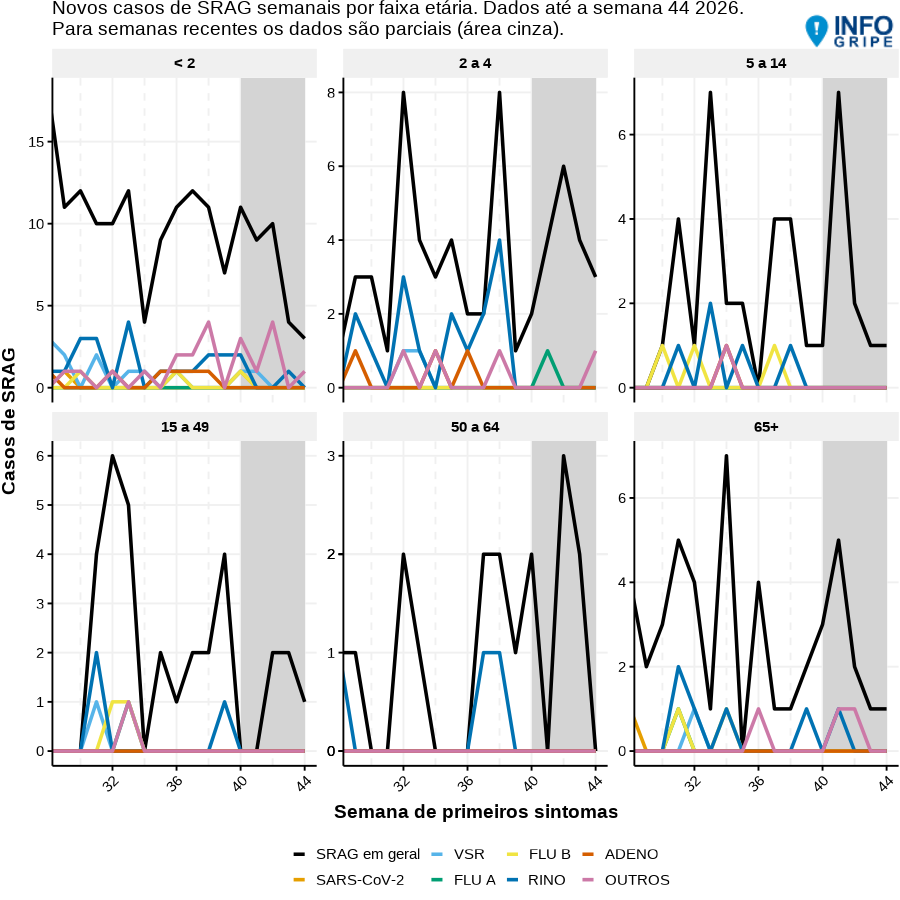 Novos casos de SRAG semanais por faixa etária. Dados até a semana 44 2026.
Para semanas recentes os dados são parciais (área cinza).
INFO
GRIPE
< 2
2 a 4
5 a 14
15
10
5
0
8
6
4
2
0
6
4
2
0
Casos de SRAG
15 a 49
50 a 64
65+
6
5
4
3
2
1
0
3
2
1
0
6
4
2
0
32 36 40 44
32 36 40 44
32 36 40 44
Semana de primeiros sintomas
SRAG em geral VSR FLU B ADENO
SARS-CoV-2 FLU A RINO OUTROS